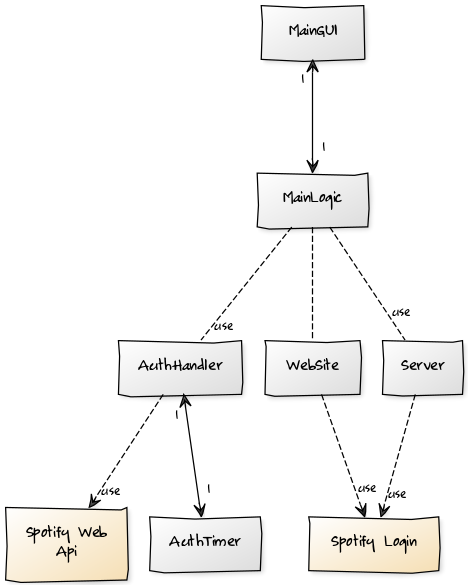 MainGUI
1
1
MainLogic
use
use
AuthHandler
WebSite
Server
1
use
1
use
use
Spotify Web
Api
AuthTimer
Spotify Login